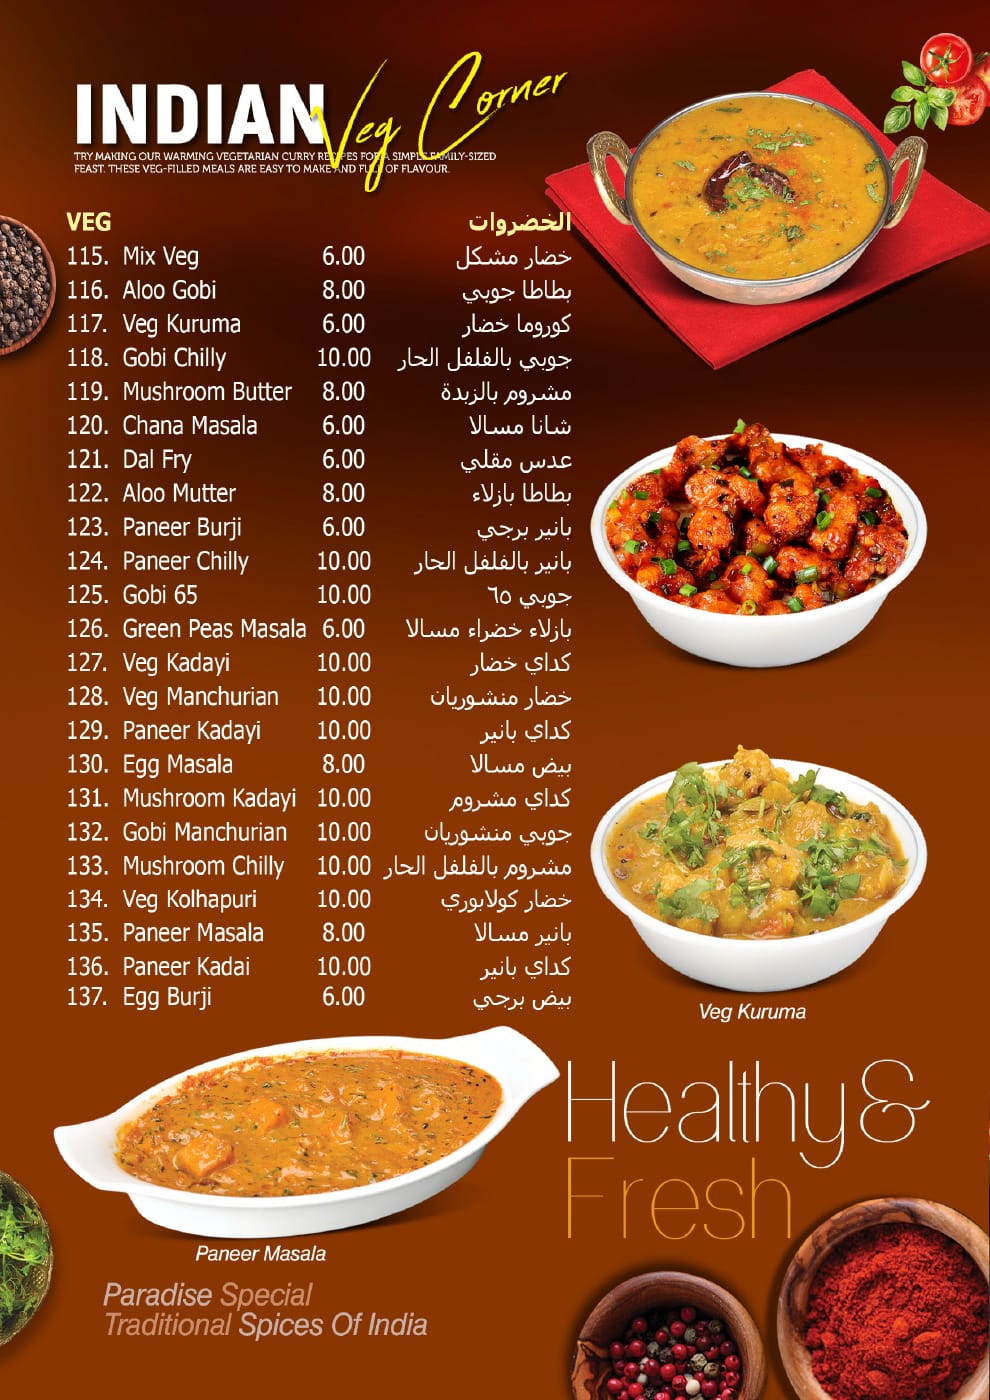 INDIAN Veg Corner
TRY MAKING OUR WARMING VEGETARIAN CURRY RECIPES FOR A SIMPLE FAMILY-SIZED
FEAST. THESE VEG-FILLED MEALS ARE EASY TO MAKE AND FULL OF FLAVOUR.
VEG الخضروات
115. Mix Veg 6.00 خضار مشكل
116. Aloo Gobi 8.00 بطاطا جوبي
117. Veg Kuruma 6.00 كوروما خضار
118. Gobi Chilly 10.00 جوبي بالفلفل الحار
119. Mushroom Butter 8.00 مشروم بالزبدة
120. Chana Masala 6.00 شانا مسالا
121. Dal Fry 6.00 عدس مقلي
122. Aloo Mutter 8.00 بطاطا بازلاء
123. Paneer Burji 6.00 بانير برجي
124. Paneer Chilly 10.00 بانير بالفلفل الحار
125. Gobi 65 10.00 جوبي ٦٥
126. Green Peas Masala 6.00 بازلاء خضراء مسالا
127. Veg Kadayi 10.00 كداي خضار
128. Veg Manchurian 10.00 خضار منشوريان
129. Paneer Kadayi 10.00 كداي بانير
130. Egg Masala 8.00 بيض مسالا
131. Mushroom Kadayi 10.00 كداي مشروم
132. Gobi Manchurian 10.00 جوبي منشوريان
133. Mushroom Chilly 10.00 مشروم بالفلفل الحار
134. Veg Kolhapuri 10.00 خضار كولابوري
135. Paneer Masala 8.00 بانير مسالا
136. Paneer Kadai 10.00 كداي بانير
137. Egg Burji 6.00 بيض برجي
Veg Kuruma
Healthy &
Fresh
Paneer Masala
Paradise Special
Traditional Spices Of India